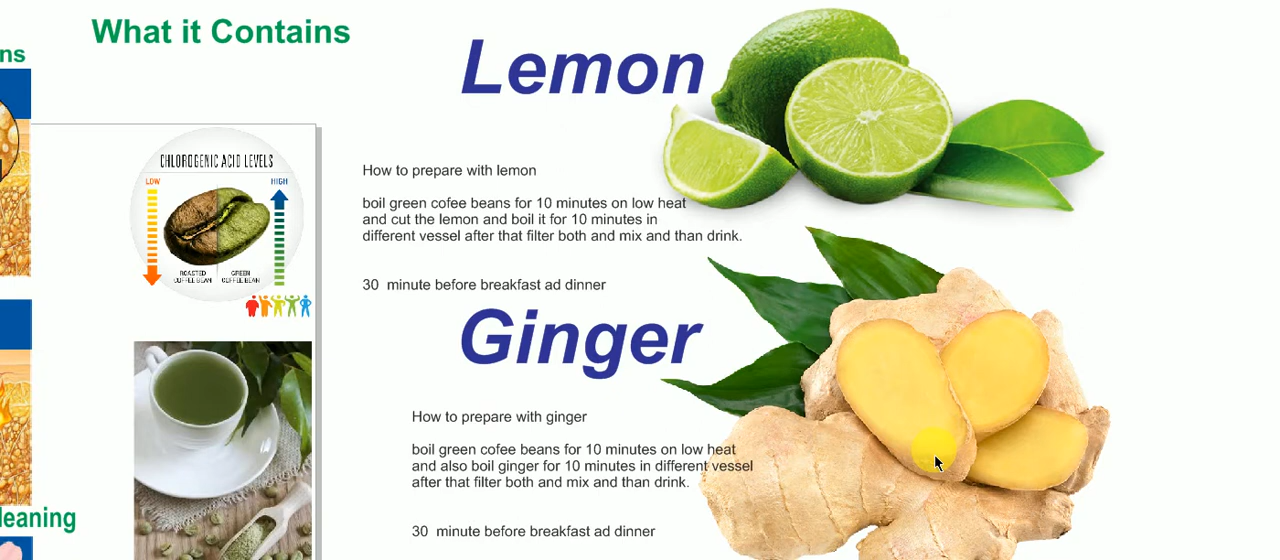 What it Contains
ns
Lemon
CHLOROGENIC ACID LEVELS
LOW
HIGH
ROASTED
COFFEE BEAN
GREEN
COFFEE BEAN
How to prepare with lemon
boil green cofee beans for 10 minutes on low heat
and cut the lemon and boil it for 10 minutes in
different vessel after that filter both and mix and than drink.
30 minute before breakfast ad dinner
Ginger
How to prepare with ginger
boil green cofee beans for 10 minutes on low heat
and also boil ginger for 10 minutes in different vessel
after that filter both and mix and than drink.
30 minute before breakfast ad dinner
leaning